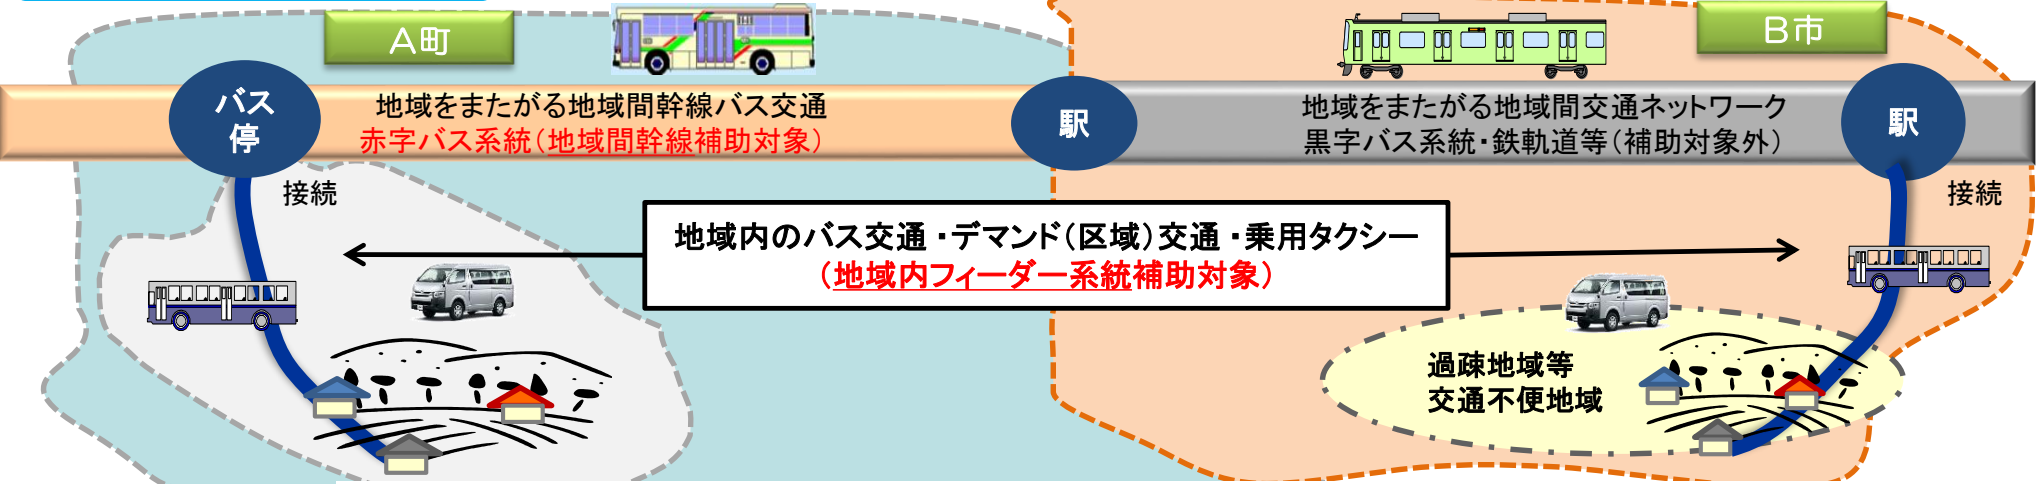 A町
B市
バス
停
地域をまたがる地域間幹線バス交通
赤字バス系統(地域間幹線補助対象)
駅
地域をまたがる地域間交通ネットワーク
黒字バス系統・鉄軌道等(補助対象外)
駅
接続
接続
地域内のバス交通・デマンド(区域)交通・乗用タクシー
(地域内フィーダー系統補助対象)
過疎地域等
交通不便地域